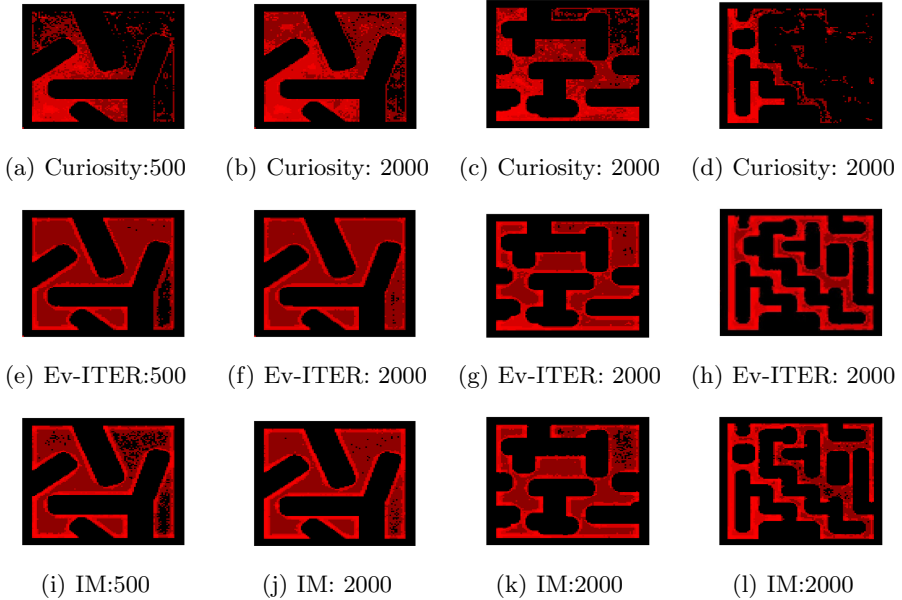 (a) Curiosity:500 (b) Curiosity: 2000 (c) Curiosity: 2000 (d) Curiosity: 2000
(e) Ev-ITER:500 (f) Ev-ITER: 2000 (g) Ev-ITER: 2000 (h) Ev-ITER: 2000
(i) IM:500 (j) IM: 2000 (k) IM:2000 (l) IM:2000